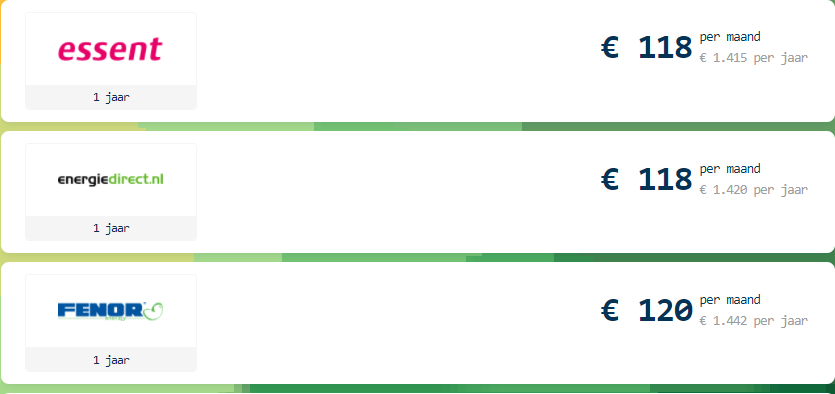 essent
€ 118 per maand
€ 1.415 per jaar
1 jaar
energiedirect.nl
€ 118 per maand
€ 1.420 per jaar
1 jaar
FENOR
€ 120 per maand
€ 1.442 per jaar
1 jaar